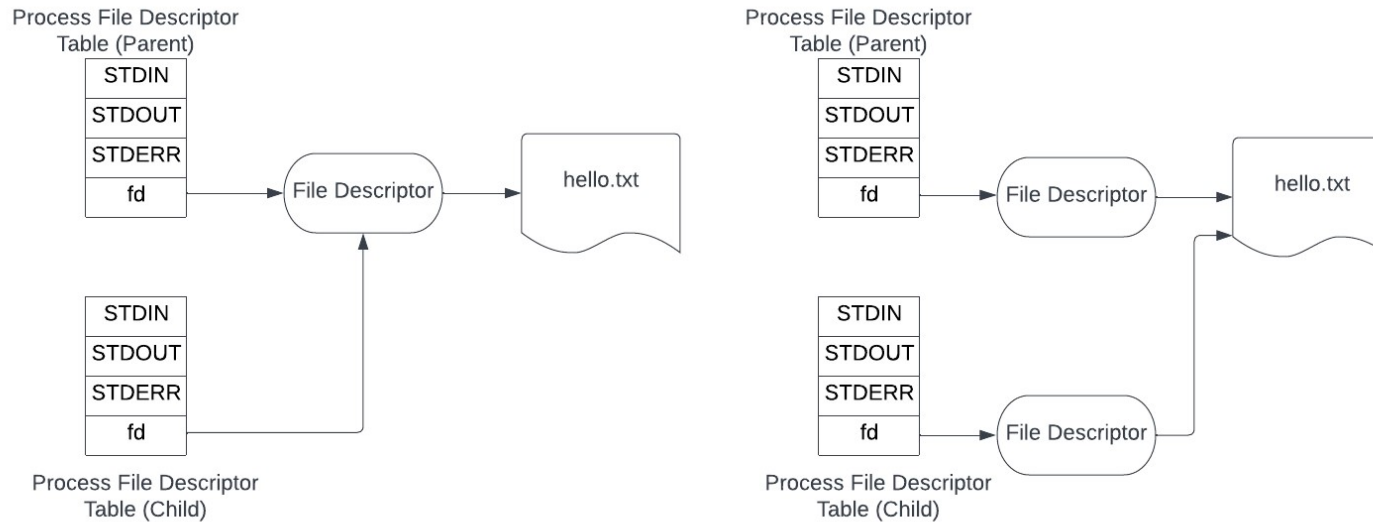 Process File Descriptor
Table (Parent)
STDIN
STDOUT
STDERR
fd
File Descriptor
hello.txt
STDIN
STDOUT
STDERR
fd
Process File Descriptor
Table (Child)
Process File Descriptor
Table (Parent)
STDIN
STDOUT
STDERR
fd
File Descriptor
hello.txt
STDIN
STDOUT
STDERR
fd
File Descriptor
Process File Descriptor
Table (Child)